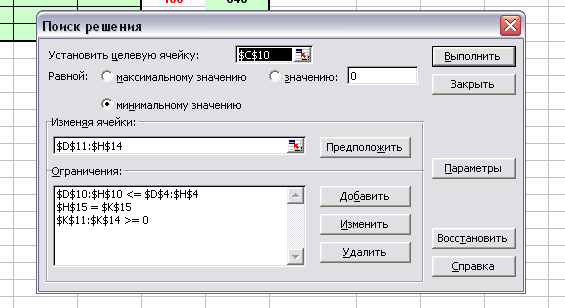 Поиск решения
Установить целевую ячейку: $C$10 Выполнить
Равной: максимальному значению значению: 0 Закрыть
минимальному значению
Изменяя ячейки:
$D$11:$H$14 Предположить
Ограничения: Параметры
$D$10:$H$10 <= $D$4:$H$4 Добавить
$H$15 = $K$15
$K$11:$K$14 >= 0 Изменить
Восстановить
Удалить
Справка